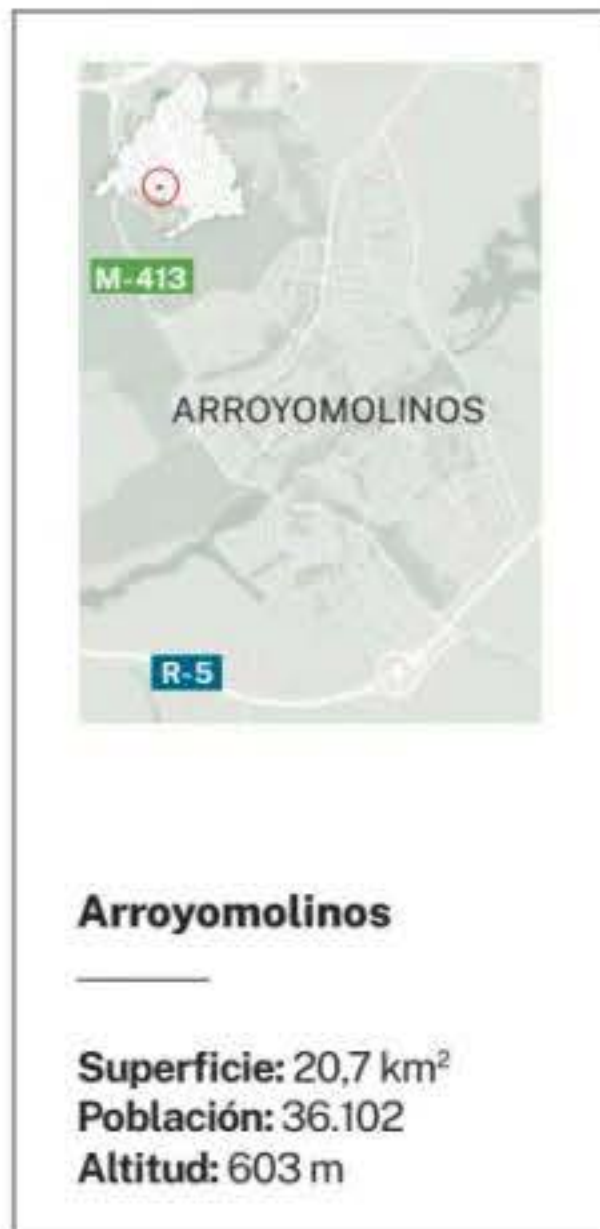 M-413
ARROYOMOLINOS
R-5
Arroyomolinos
Superficie: 20,7 km²
Población: 36.102
Altitud: 603 m